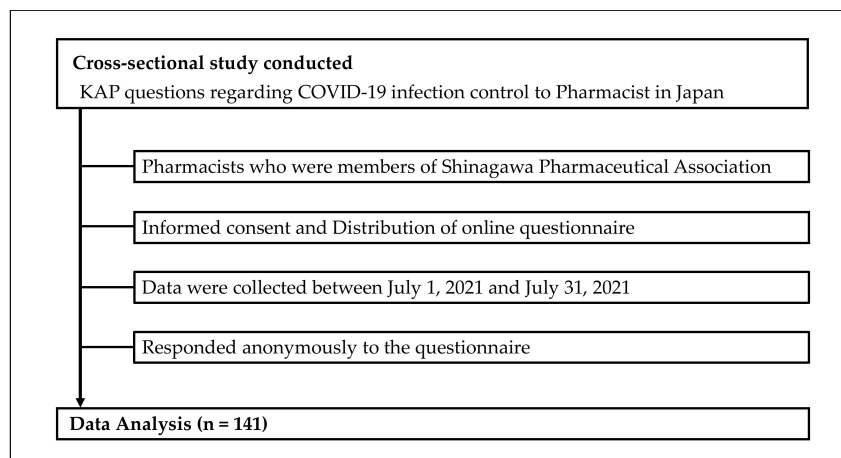 Cross-sectional study conducted
KAP questions regarding COVID-19 infection control to Pharmacist in Japan
Pharmacists who were members of Shinagawa Pharmaceutical Association
Informed consent and Distribution of online questionnaire
Data were collected between July 1, 2021 and July 31, 2021
Responded anonymously to the questionnaire
Data Analysis (n = 141)